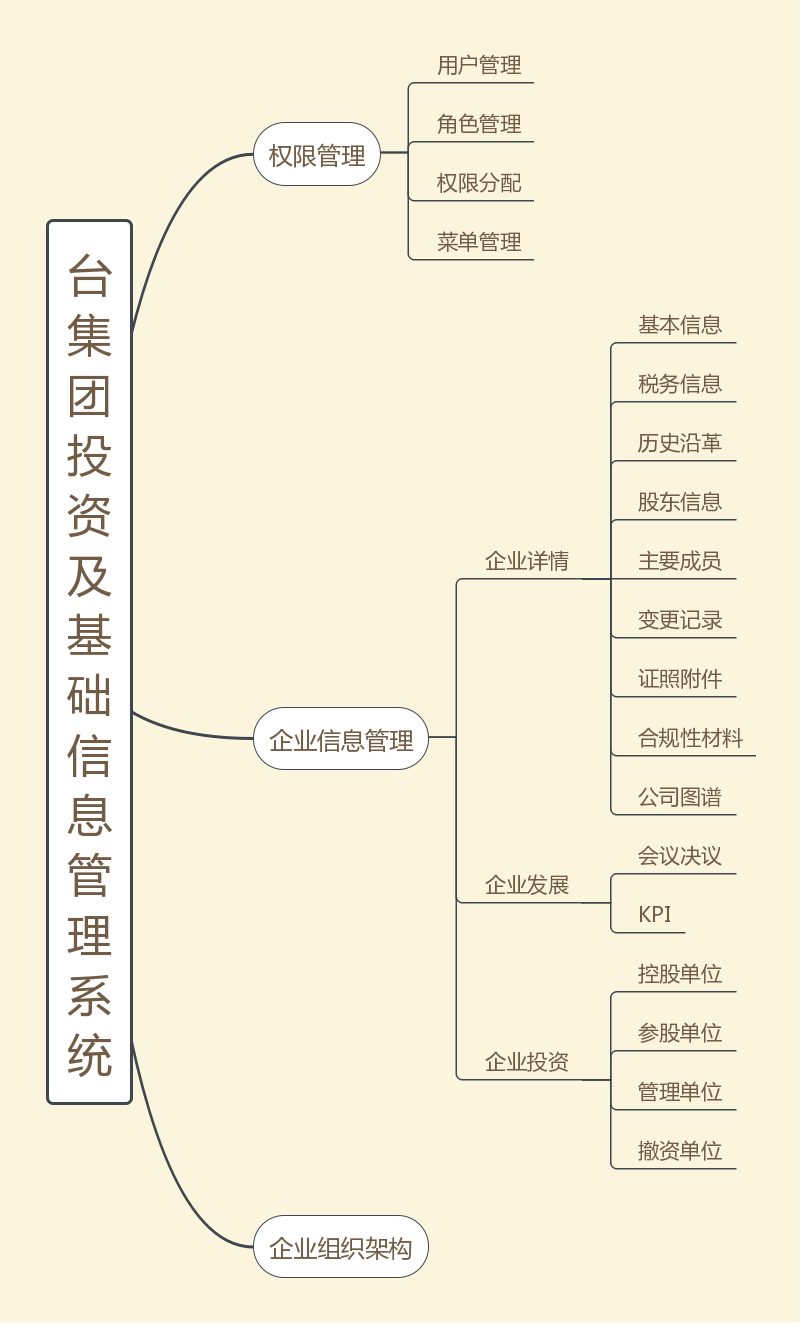 台集团投资及基础信息管理系统
权限管理
用户管理
角色管理
权限分配
菜单管理
企业信息管理
企业详情
基本信息
税务信息
历史沿革
股东信息
主要成员
变更记录
证照附件
合规性材料
公司图谱
企业发展
会议决议
KPI
企业投资
控股单位
参股单位
管理单位
撤资单位
企业组织架构